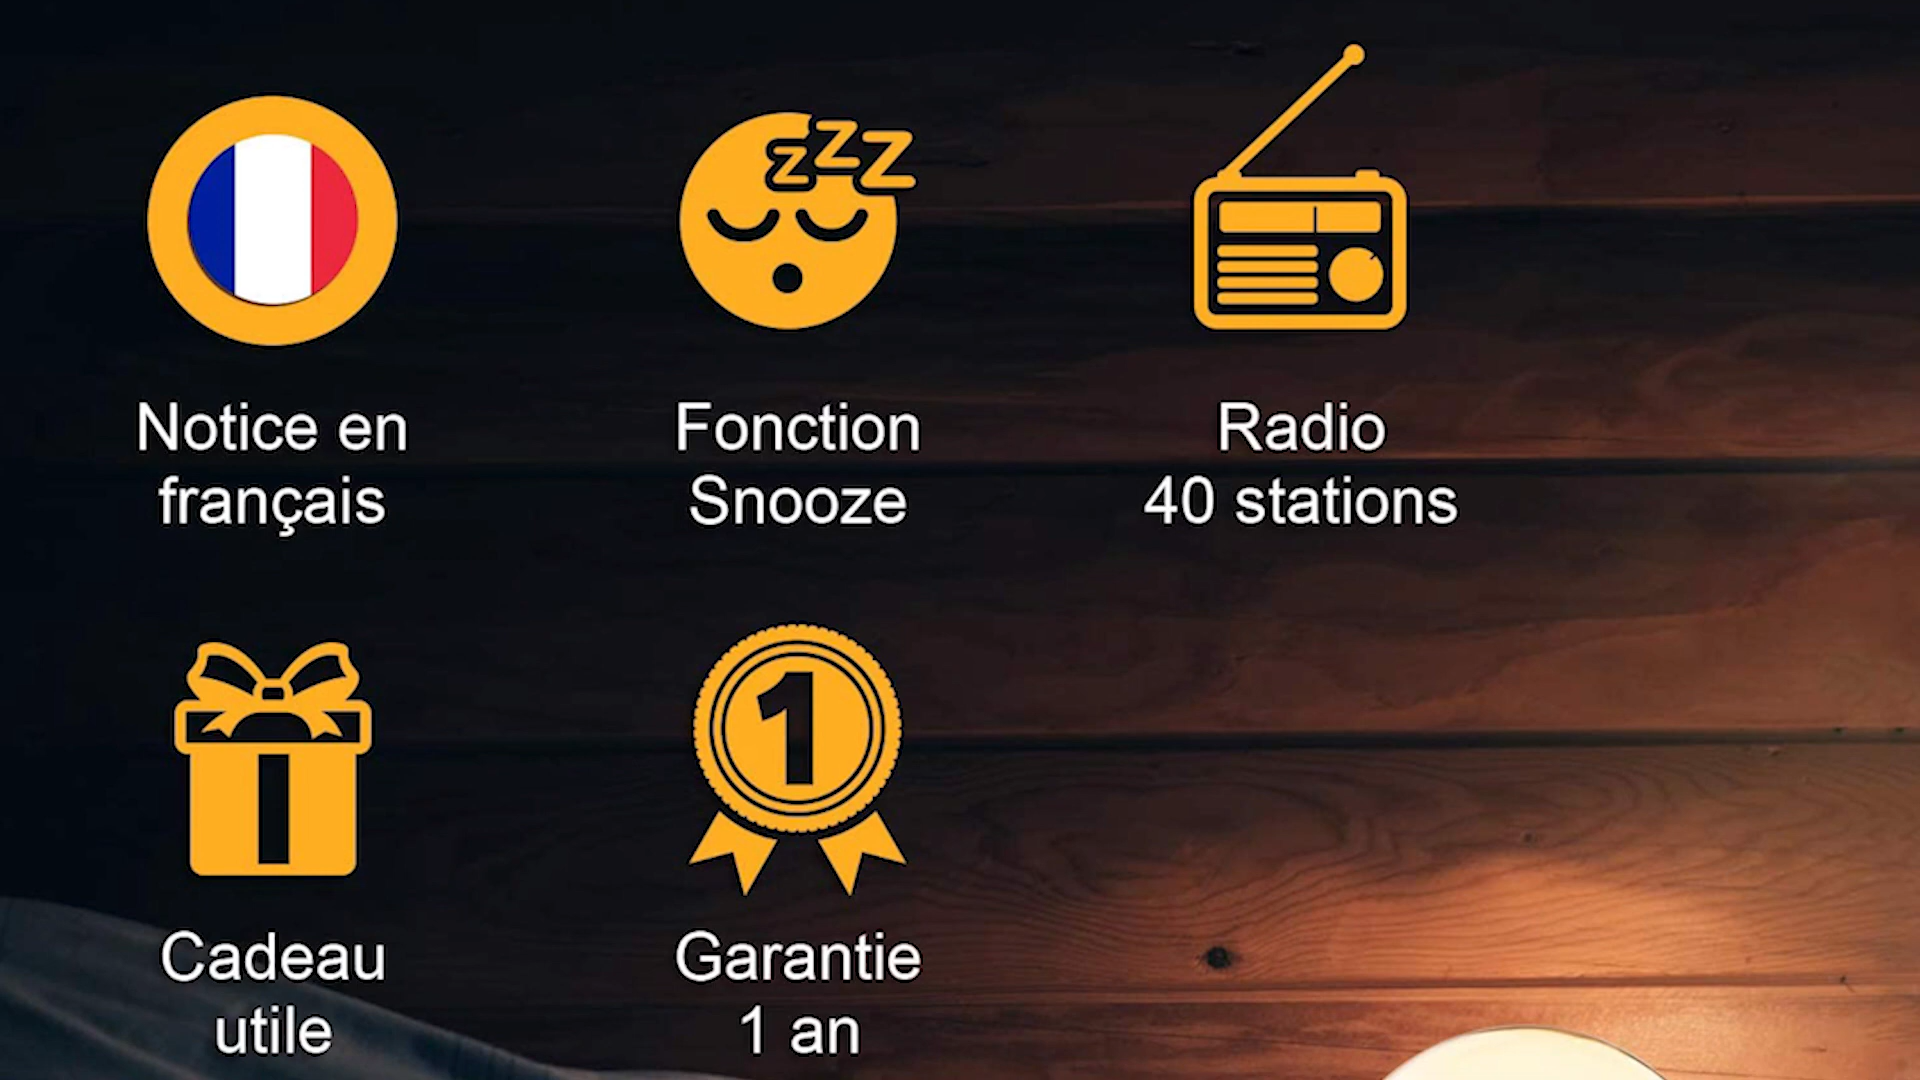 Notice en
français
Fonction
Snooze
Radio
40 stations
Cadeau
utile
Garantie
1 an